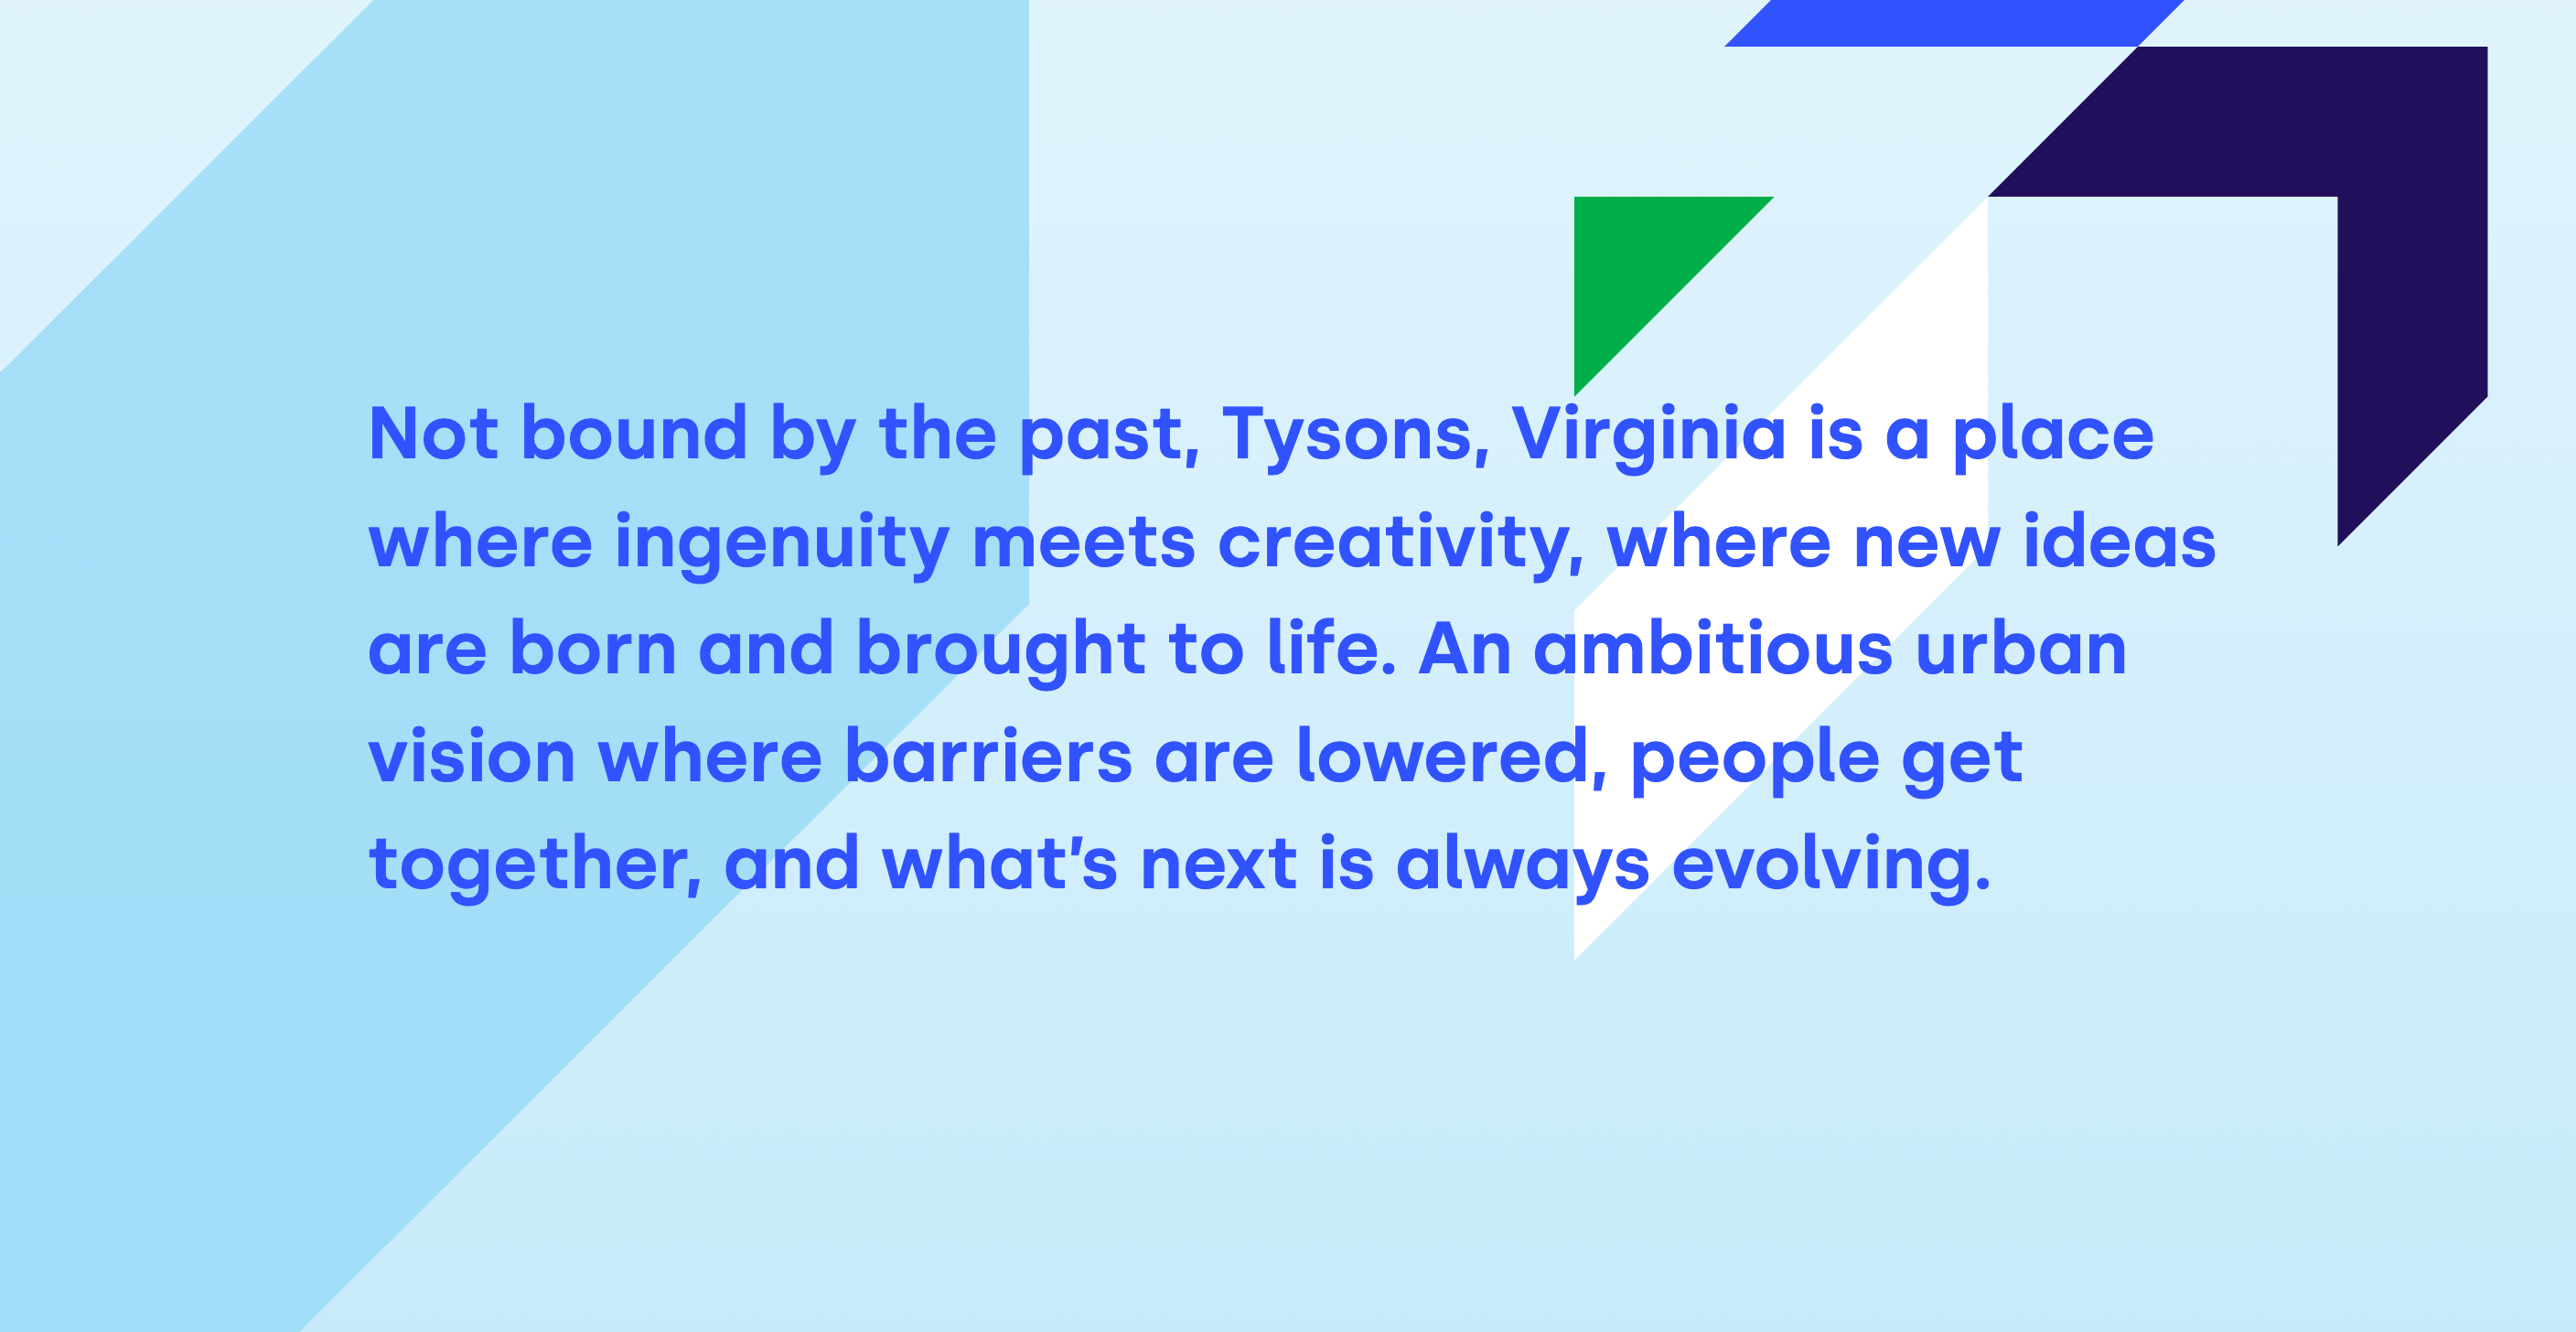 Not bound by the past, Tysons, Virginia is a place
where ingenuity meets creativity, where new ideas
are born and brought to life. An ambitious urban
vision where barriers are lowered, people get
together, and what's next is always evolving.